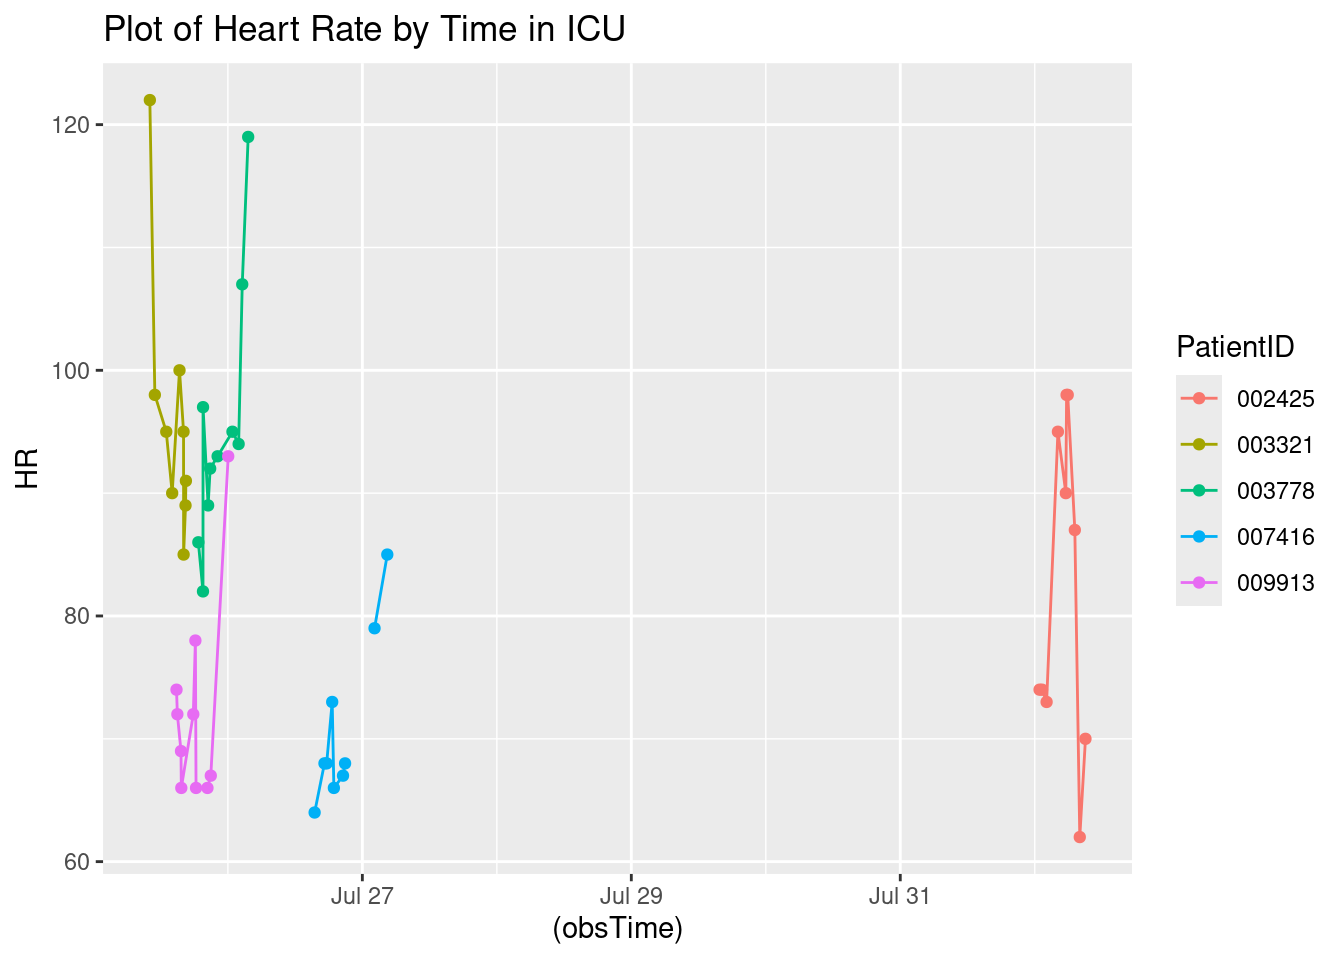 Plot of Heart Rate by Time in ICU
120
100
80
60
HR
Jul 27
Jul 29
Jul 31
(obsTime)
PatientID
002425
003321
003778
007416
009913